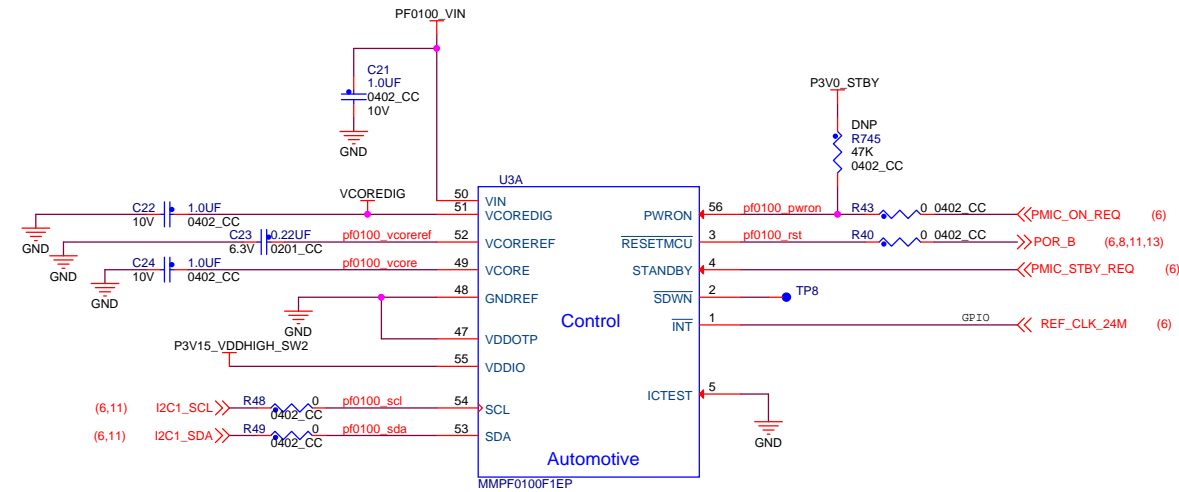 PF0100_VIN
C21
1.0UF
0402_CC
10V
GND
P3V0_STBY
DNP
R745
47K
0402_CC
U3A
VCOREDIG
C22 1.0UF
10V 0402_CC
GND
C23 0.22UF pf0100_vcoreref
6.3V 0201_CC
GND
C24 1.0UF pf0100_vcore
10V 0402_CC
GND
50 VIN
51 VCOREDIG
52 VCOREREF
49 VCORE
48 GNDREF
GND
47 VDDOTP
P3V15_VDDHIGH_SW2
55 VDDIO
(6,11) I2C1_SCL R48 0 pf0100_scl 54 SCL
0402_CC
(6,11) I2C1_SDA R49 0 pf0100_sda 53 SDA
0402_CC
Control
Automotive
MMPF0100F1EP
PWRON 56 pf0100_pwron R43 0 0402_CC PMIC_ON_REQ (6)
RESETMCU 3 pf0100_rst R40 0 0402_CC POR_B (6,8,11,13)
STANDBY 4 PMIC_STBY_REQ (6)
SDWN 2 TP8
INT 1 GPIO REF_CLK_24M (6)
ICTEST 5
GND